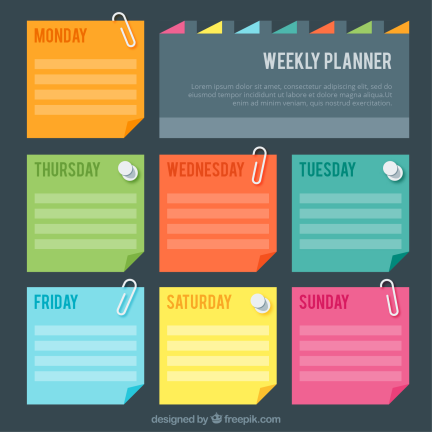 MONDAY
WEEKLY PLANNER
Lorem ipsum dolor sit amet, consectetur adipiscing elit, sed do
eiusmod tempor incididunt ut labore et dolore magna aliqua. Ut
enim ad minim veniam, quis nostrud exercitation.
THURSDAY
WEDNESDAY
TUESDAY
FRIDAY
SATURDAY
SUNDAY
designed by freepik.com